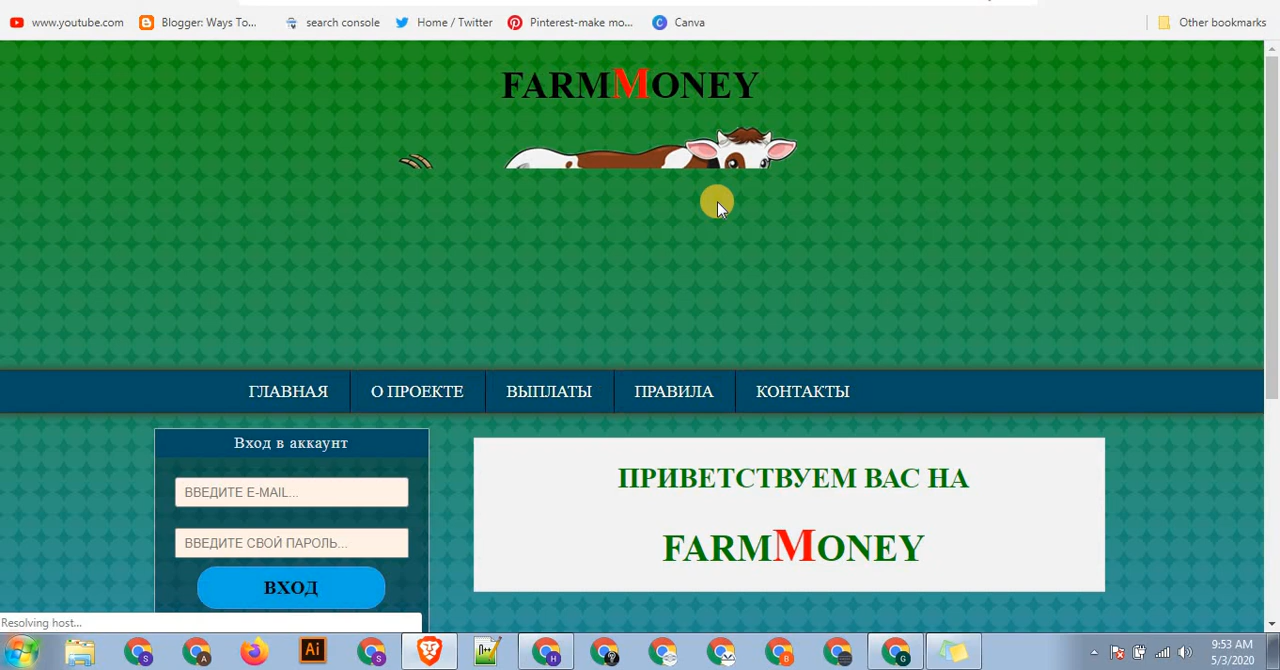 www.youtube.com
Blogger: Ways To...
search console
Home / Twitter
Pinterest-make mo...
Canva
Other bookmarks
FARMMONEY
ГЛАВНАЯ
О ПРОЕКТЕ
ВЫПЛАТЫ
ПРАВИЛА
КОНТАКТЫ
Вход в аккаунт
ВВЕДИТЕ E-MAIL...
ВВЕДИТЕ СВОЙ ПАРОЛЬ...
ВХОД
ПРИВЕТСТВУЕМ ВАС НА
FARMMONEY
Resolving host...
9:53 AM
5/3/2020